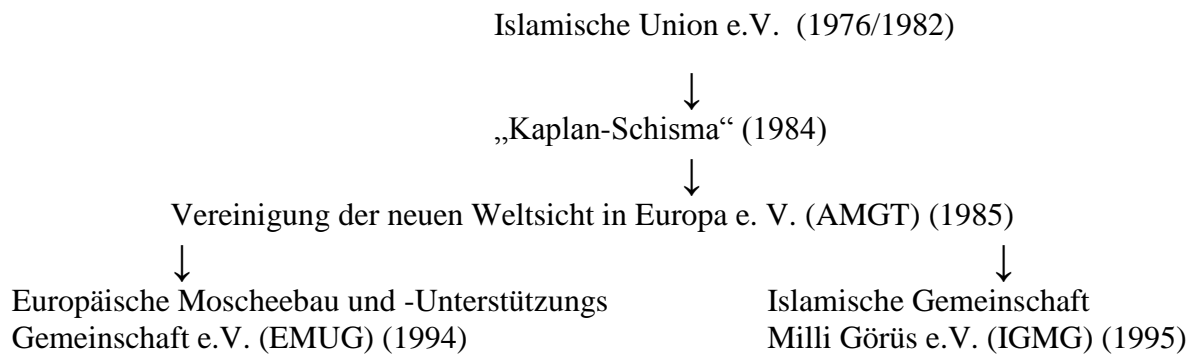 Islamische Union e.V. (1976/1982)
↓
„Kaplan-Schisma“ (1984)
↓
Vereinigung der neuen Weltsicht in Europa e. V. (AMGT) (1985)
↓ ↓
Europäische Moscheebau und -Unterstützungs
Gemeinschaft e.V. (EMUG) (1994)
Islamische Gemeinschaft
Milli Görüs e.V. (IGMG) (1995)